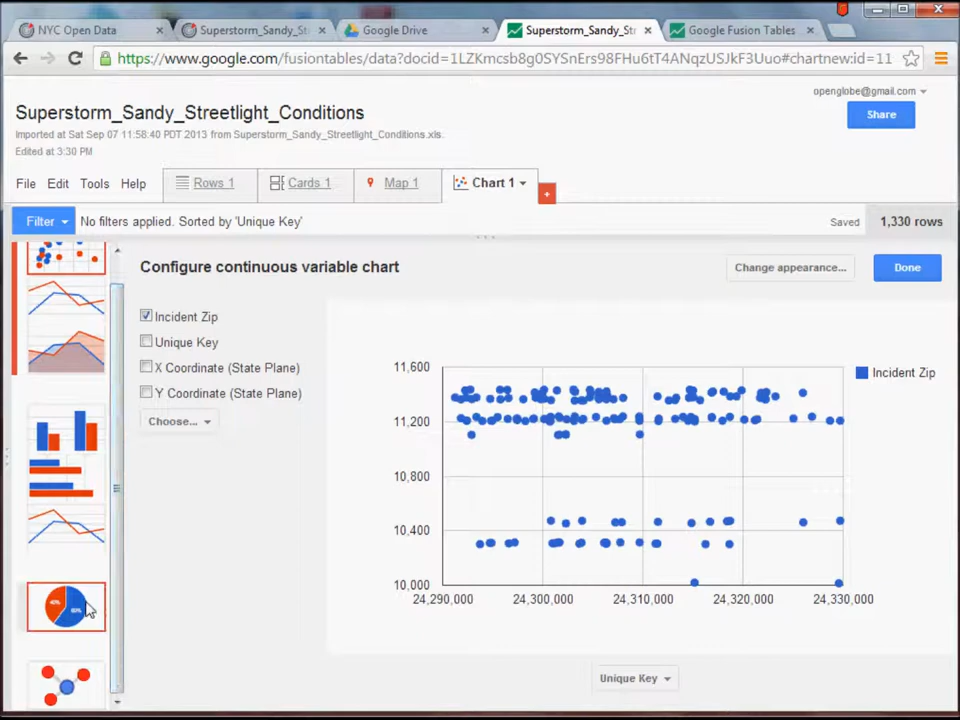 NYC Open Data
Superstorm_Sandy_St
Google Drive
Superstorm_Sandy_Str
Google Fusion Tables
https://www.google.com/fusiontables/data?docid=1LZKmcsb8g0SYSnErs98FHu6tT4ANqzUSJkF3Uuo#chartnew:id=11
openglobe@gmail.com
Superstorm_Sandy_Streetlight_Conditions
Share
Imported at Sat Sep 07 11:58:40 PDT 2013 from Superstorm_Sandy_Streetlight_Conditions.xls.
Edited at 3:30 PM
File Edit Tools Help
Rows 1
Cards 1
Map 1
Chart 1
+
Filter
No filters applied. Sorted by 'Unique Key'
Saved
1,330 rows
Configure continuous variable chart
Change appearance...
Done
Incident Zip
Unique Key
X Coordinate (State Plane)
Y Coordinate (State Plane)
Choose...
11,600
11,200
10,800
10,400
10,000
24,290,000 24,300,000 24,310,000 24,320,000 24,330,000
Incident Zip
Unique Key
40%
60%